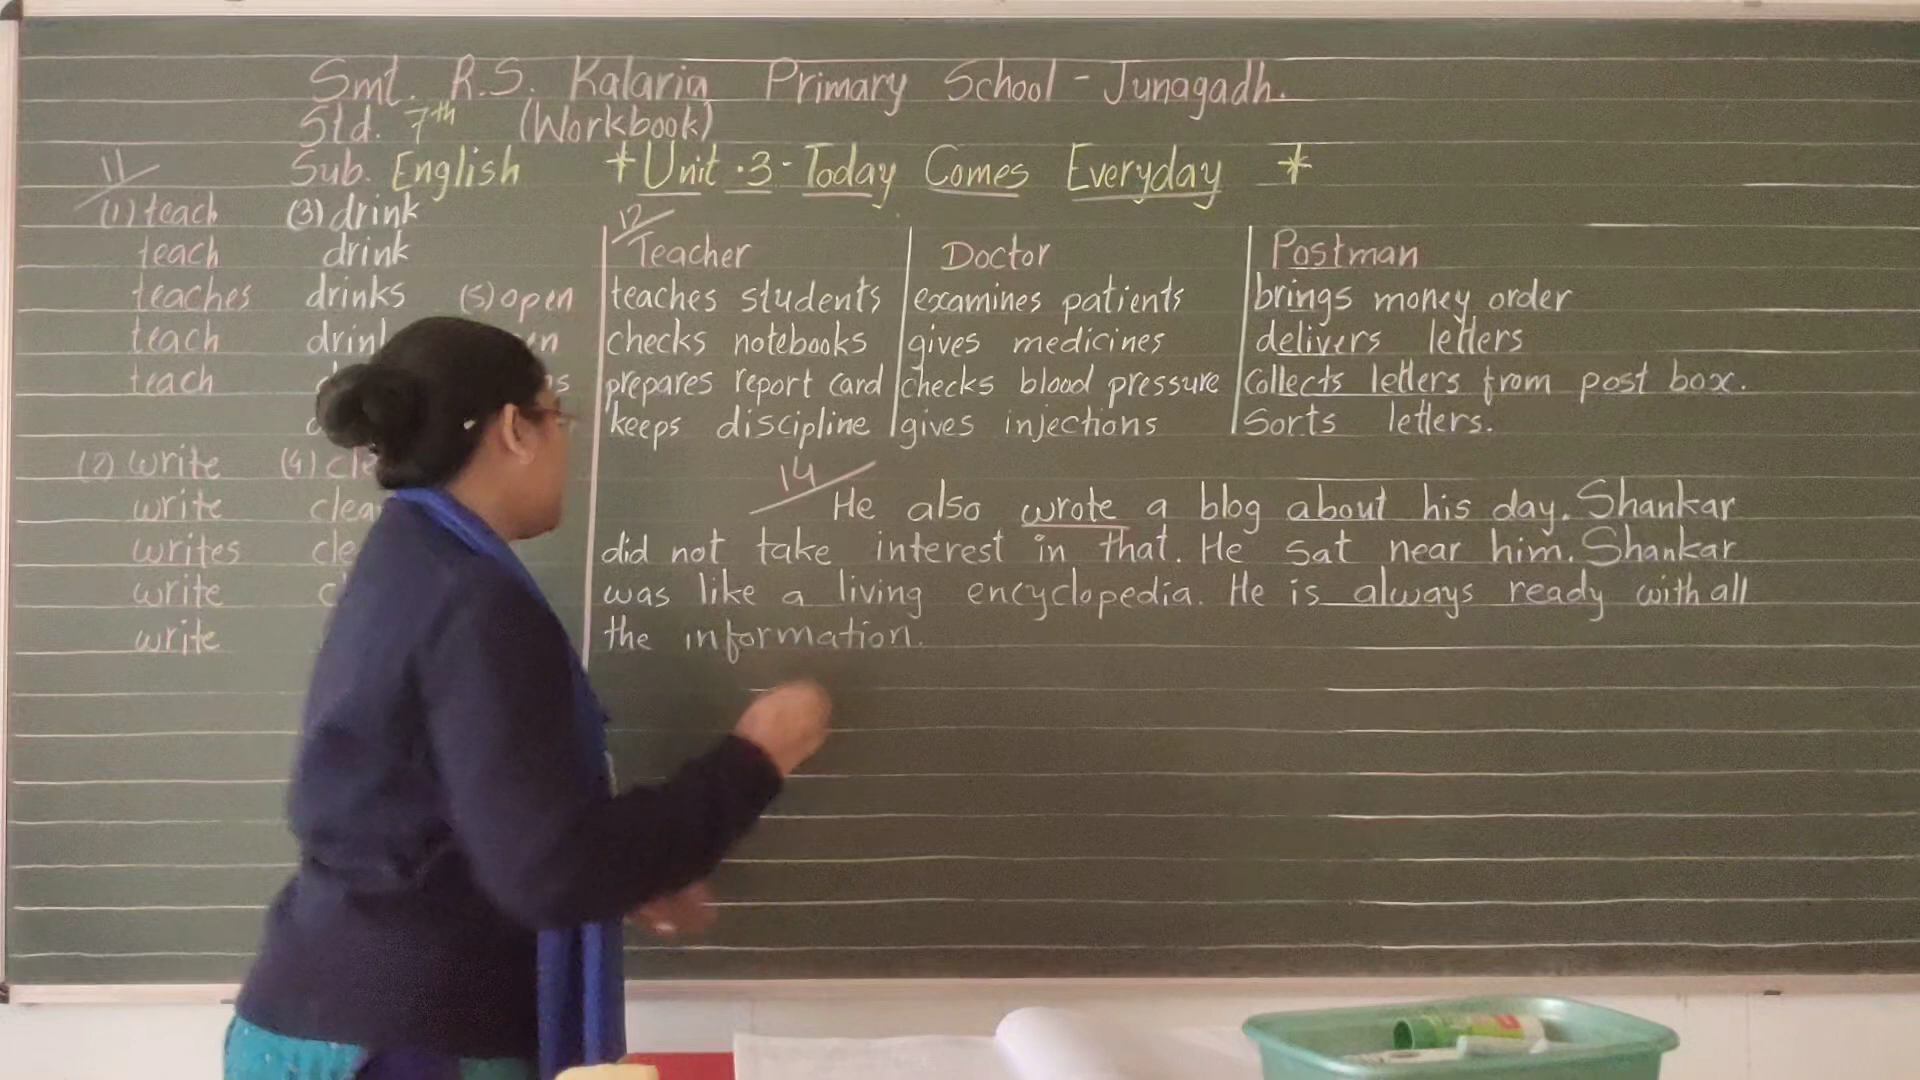 Smt. R.S. Kalaria Primary School - Junagadh.
Std. 7th (Workbook)
Sub. English * Unit.3 - Today Comes Everyday *
11
(1) teach
teach
teaches
teach
teach
(2) write
write
writes
write
write
(3) drink
drink
drinks
(5) open
12
Teacher
teaches students
checks notebooks
prepares report card
keeps discipline
Doctor
examines patients
gives medicines
checks blood pressure
gives injections
Postman
brings money order
delivers letters
Collects letters from post box.
Sorts letters.
14
He also wrote a blog about his day. Shankar
did not take interest in that. He sat near him. Shankar
was like a living encyclopedia. He is always ready with all
the information.